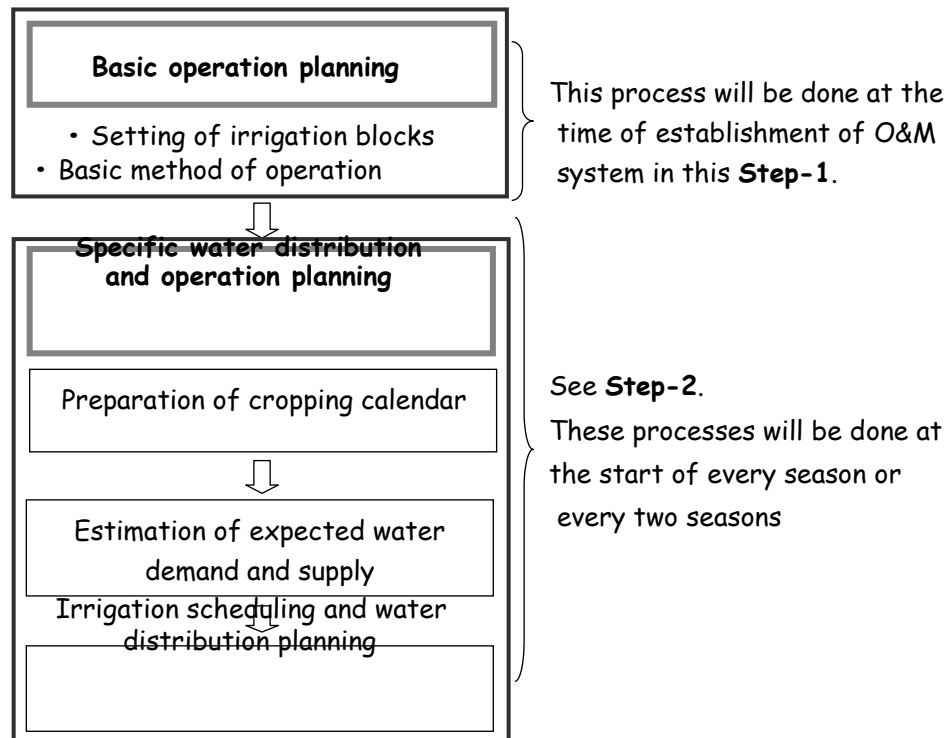 Basic operation planning
• Setting of irrigation blocks
• Basic method of operation
This process will be done at the
time of establishment of O&M
system in this Step-1.
Specific water distribution
and operation planning
Preparation of cropping calendar
Estimation of expected water
demand and supply
Irrigation scheduling and water
distribution planning
See Step-2.
These processes will be done at
the start of every season or
every two seasons